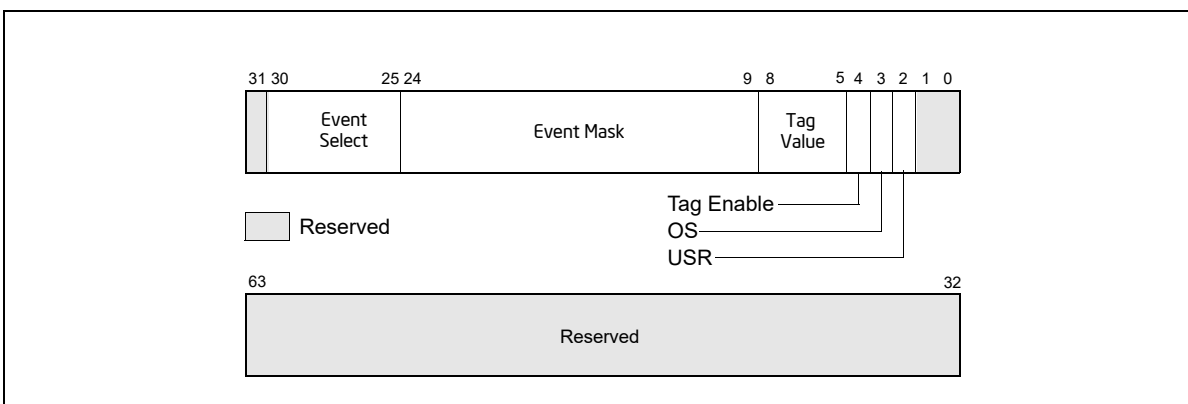 31 30 25 24 9 8 5 4 3 2 1 0
Event
Select
Event Mask
Tag
Value
Tag Enable
OS
USR
Reserved
63 32
Reserved